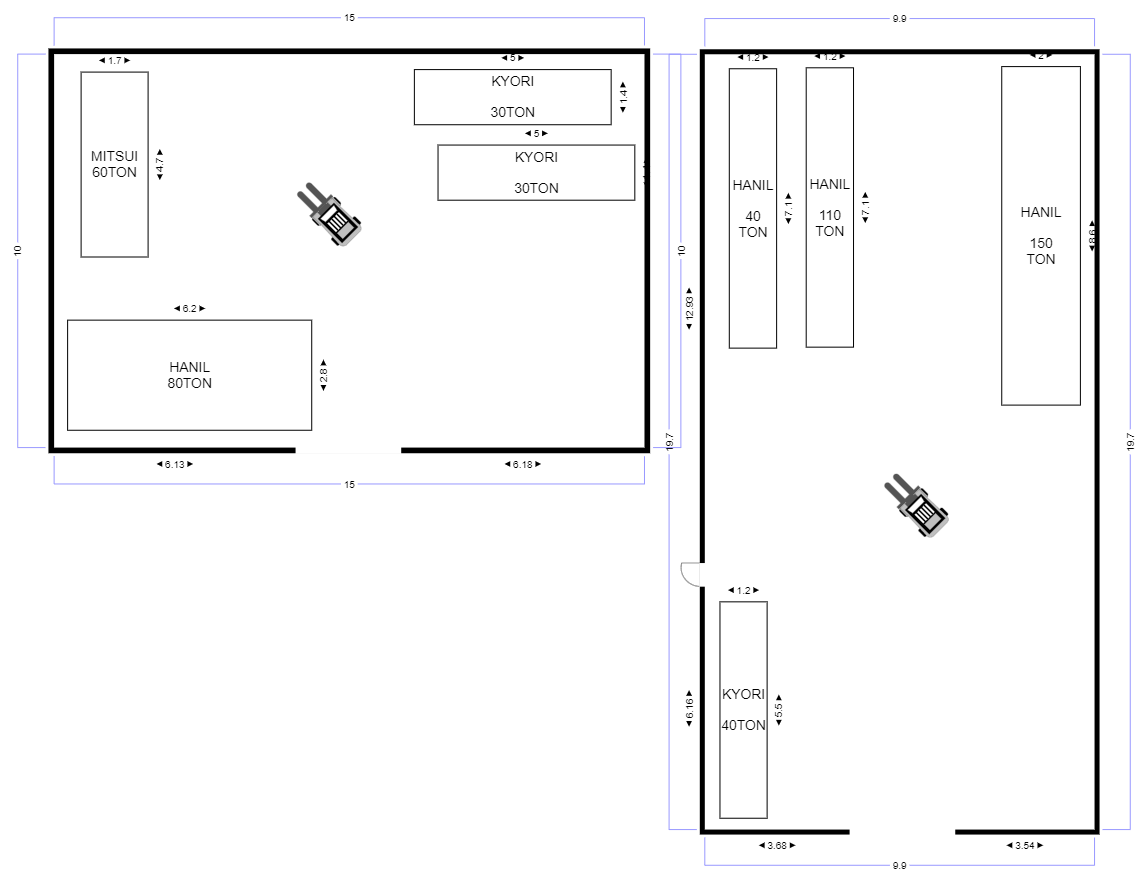 15
9.9
◄ 1.7 ►
◄ 5 ►
◄ 1.2 ►
◄ 1.2 ►
◄ 2 ►
KYORI
30TON
◄ 1.4 ►
◄ 5 ►
MITSUI
60TON
◄ 4.7 ►
KYORI
30TON
HANIL
40
TON
◄ 7.1 ►
HANIL
110
TON
◄ 7.1 ►
HANIL
150
TON
◄ 8.6 ►
10
10
◄ 12.93 ►
◄ 6.2 ►
HANIL
80TON
◄ 2.8 ►
19.7
19.7
◄ 6.13 ►
◄ 6.18 ►
15
◄ 1.2 ►
KYORI
40TON
◄ 5.5 ►
◄ 6.16 ►
◄ 3.68 ►
◄ 3.54 ►
9.9